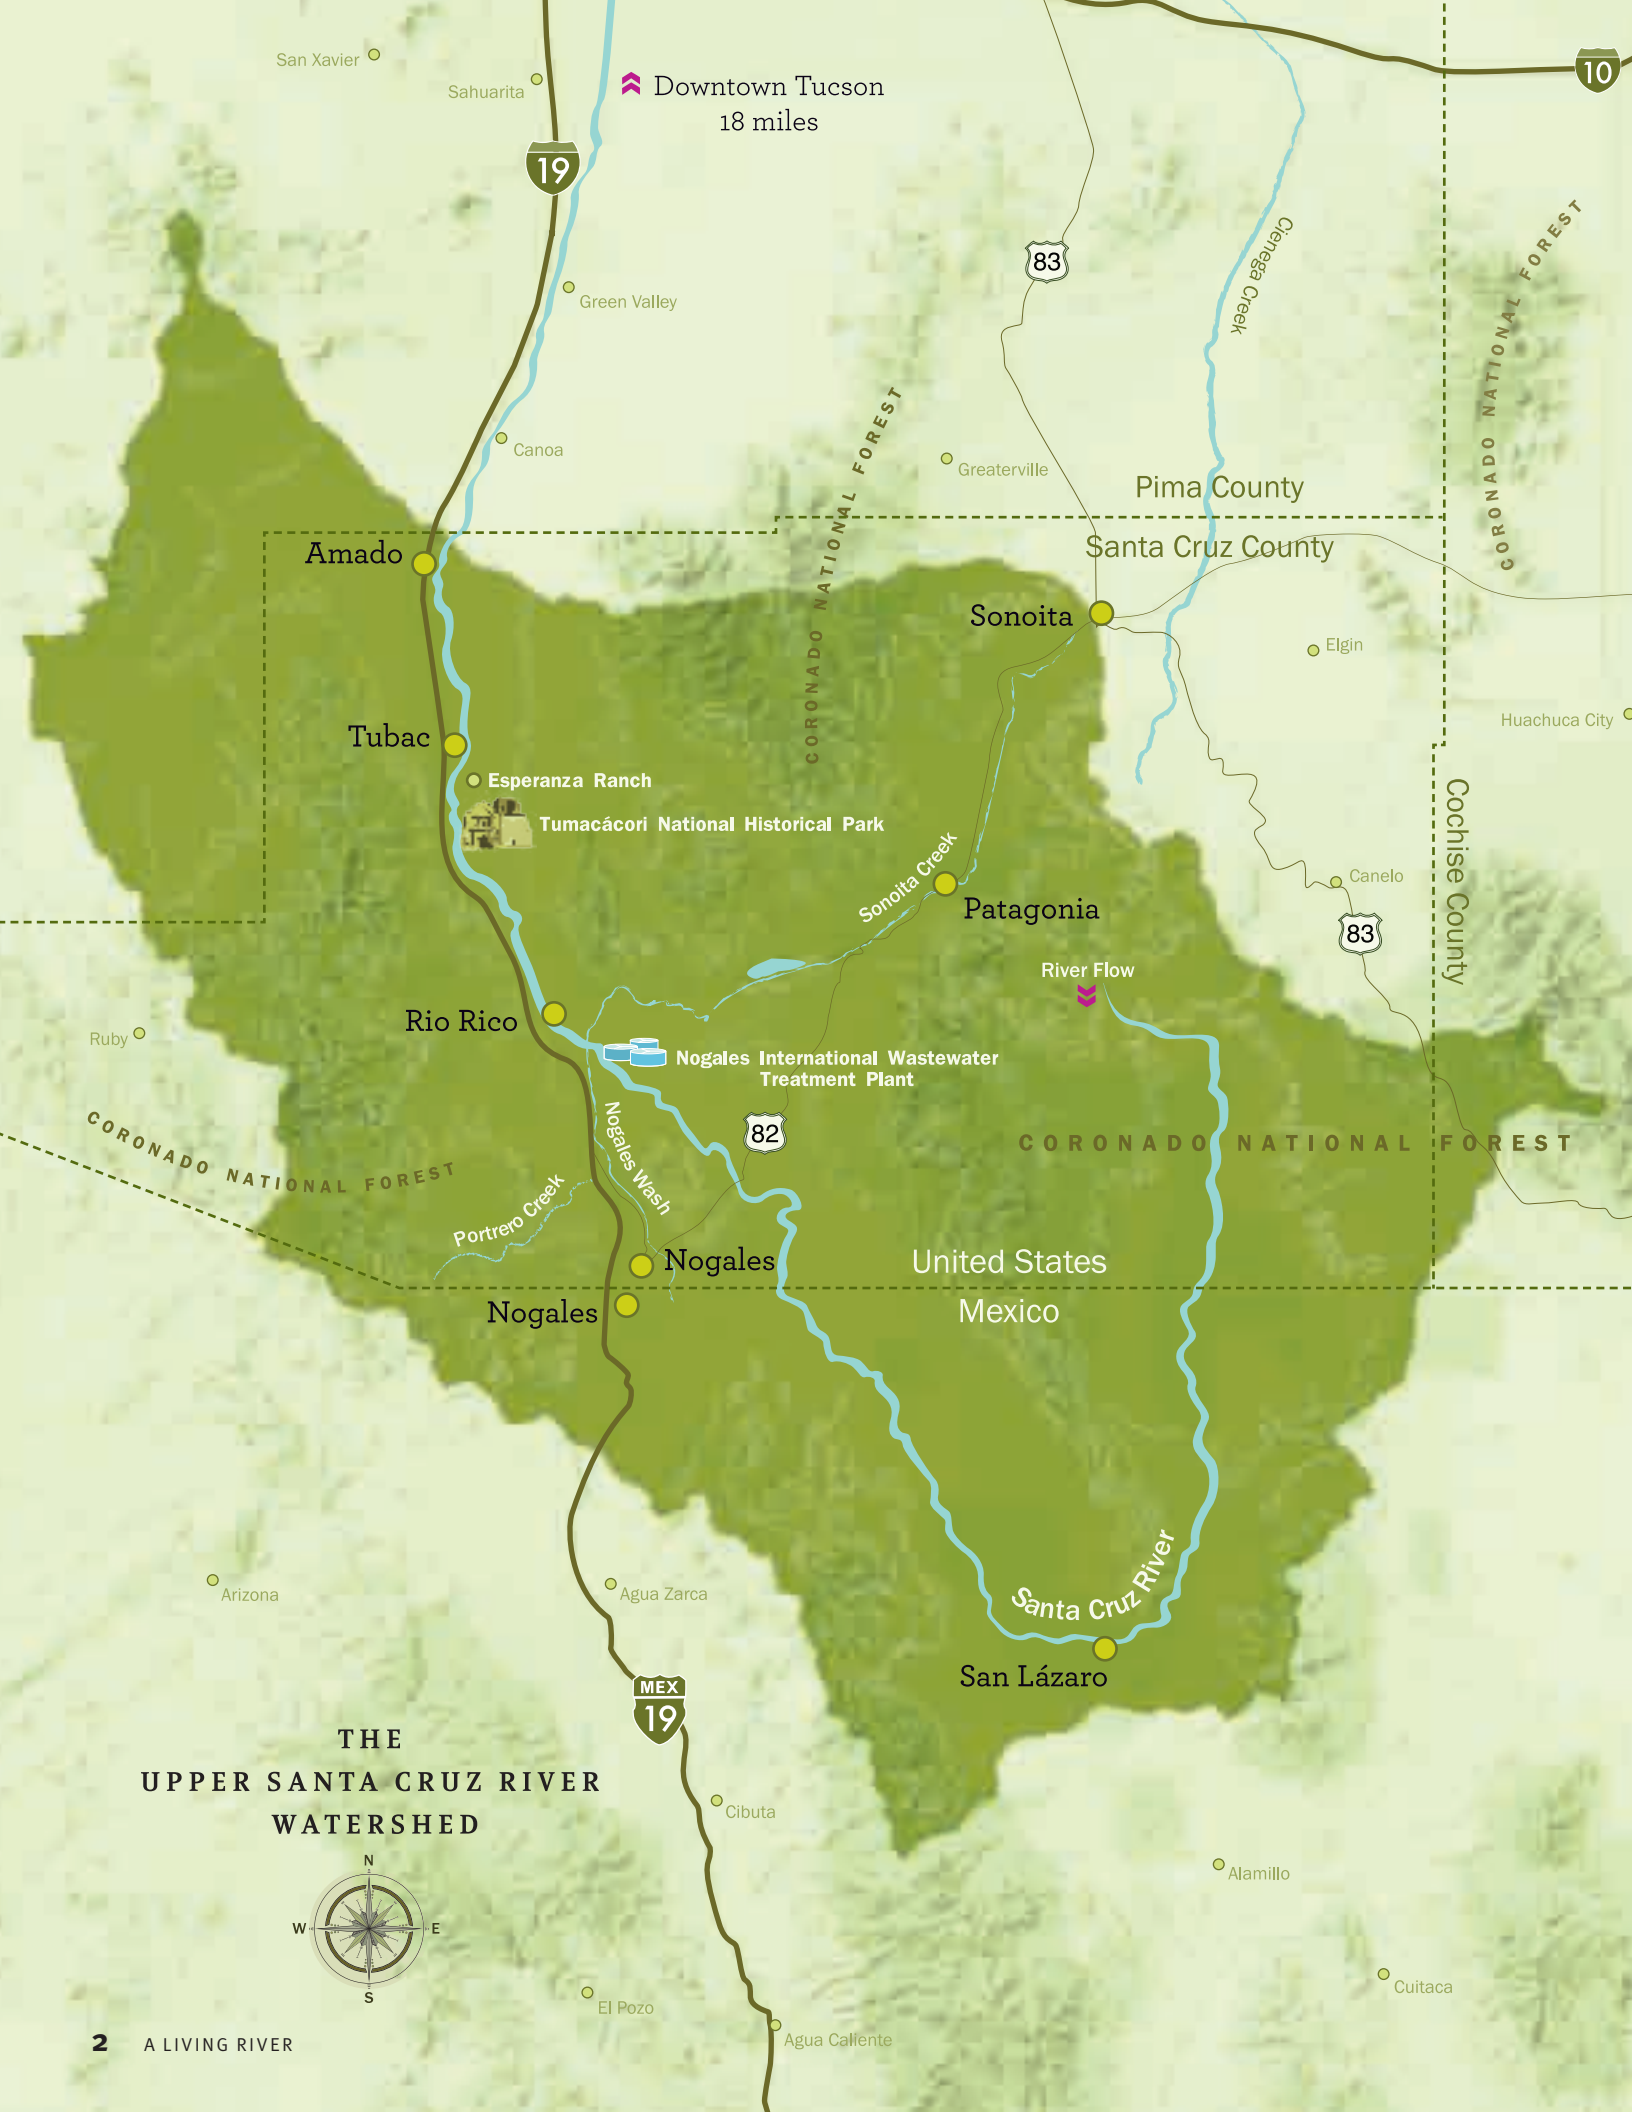 San Xavier
Sahuarita
Downtown Tucson
18 miles
10
19
83
Cienega Creek
CORONADO NATIONAL FOREST
Green Valley
CORONADO NATIONAL FOREST
Canoa
Greaterville
Pima County
Santa Cruz County
Amado
Sonoita
Elgin
Huachuca City
Tubac
Esperanza Ranch
Tumacácori National Historical Park
Cochise County
Sonoita Creek
Patagonia
Canelo
83
River Flow
Rio Rico
Ruby
Nogales International Wastewater
Treatment Plant
Nogales Wash
82
CORONADO NATIONAL FOREST
CORONADO NATIONAL FOREST
Portrero Creek
Nogales
United States
Nogales
Mexico
Santa Cruz River
Arizona
Agua Zarca
San Lázaro
MEX
19
THE
UPPER SANTA CRUZ RIVER
WATERSHED
Cibuta
N
W
E
S
Alamillo
Cuitaca
El Pozo
Agua Caliente
2 A LIVING RIVER